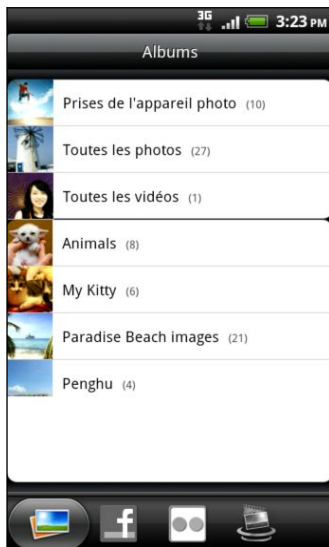 3G
3:23 PM
Albums
Prises de l'appareil photo (10)
Toutes les photos (27)
Toutes les vidéos (1)
Animals (8)
My Kitty (6)
Paradise Beach images (21)
Penghu (4)
f